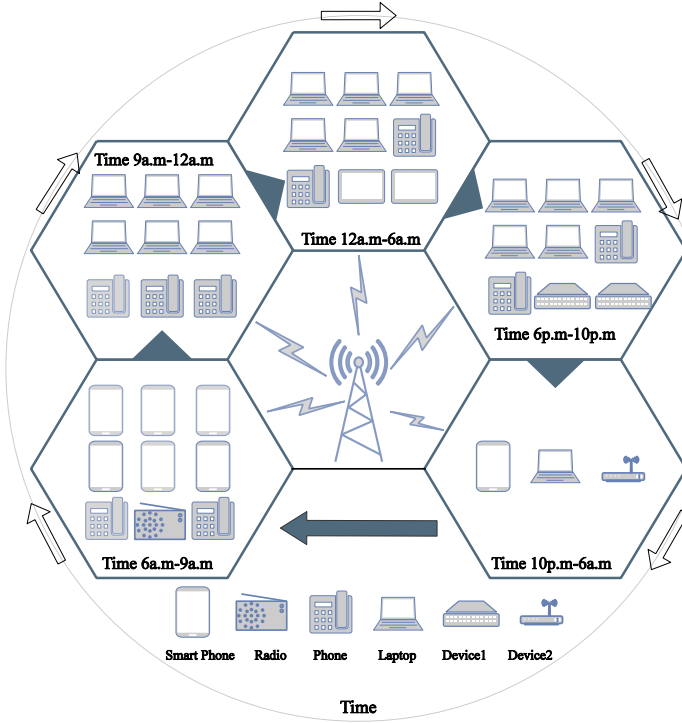 Time 9a.m-12a.m
Time 12a.m-6a.m
Time 6p.m-10p.m
Time 6a.m-9a.m
Time 10p.m-6a.m
Smart Phone Radio Phone Laptop Device1 Device2
Time